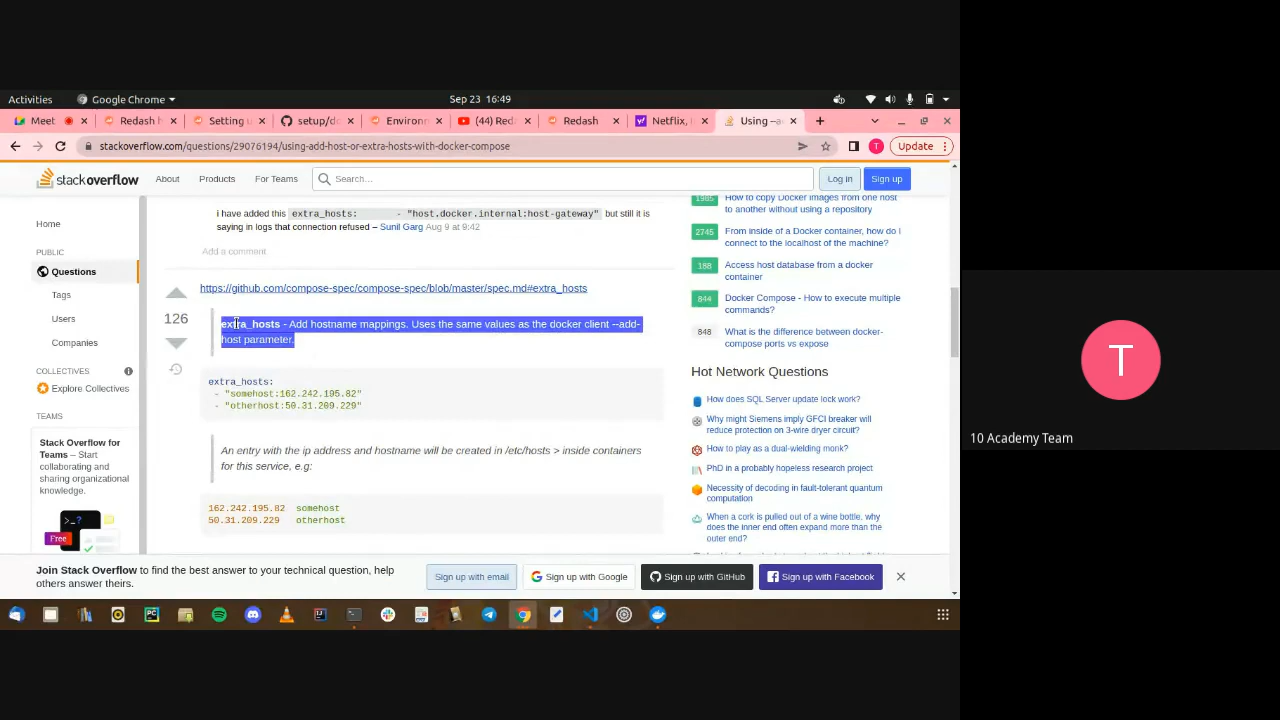 Activities
Google Chrome
Sep 23 16:49
Meet
Redash h
Setting u
setup/do
Environm
(44) Red
Redash
Netflix, I
Using --a
stackoverflow.com/questions/29076194/using-add-host-or-extra-hosts-with-docker-compose
T
Update
stackoverflow
About
Products
For Teams
Search...
Log in
Sign up
Home
PUBLIC
Questions
Tags
Users
Companies
COLLECTIVES
Explore Collectives
TEAMS
Stack Overflow for
Teams – Start
collaborating and
sharing organizational
knowledge.
>_?
Free
i have added this extra_hosts: - "host.docker.internal:host-gateway" but still it is
saying in logs that connection refused – Sunil Garg Aug 9 at 9:42
Add a comment
126
https://github.com/compose-spec/compose-spec/blob/master/spec.md#extra_hosts
extra_hosts - Add hostname mappings. Uses the same values as the docker client --add-
host parameter.
extra_hosts:
- "somehost:162.242.195.82"
- "otherhost:50.31.209.229"
An entry with the ip address and hostname will be created in /etc/hosts > inside containers
for this service, e.g:
162.242.195.82 somehost
50.31.209.229 otherhost
1985
How to copy Docker images from one host
to another without using a repository
2745
From inside of a Docker container, how do I
connect to the localhost of the machine?
188
Access host database from a docker
container
844
Docker Compose - How to execute multiple
commands?
848
What is the difference between docker-
compose ports vs expose
Hot Network Questions
How does SQL Server update lock work?
Why might Siemens imply GFCI breaker will
reduce protection on 3-wire dryer circuit?
How to play as a dual-wielding monk?
PhD in a probably hopeless research project
Necessity of decoding in fault-tolerant quantum
computation
When a cork is pulled out of a wine bottle, why
does the inner end often expand more than the
outer end?
Join Stack Overflow to find the best answer to your technical question, help
others answer theirs.
Sign up with email
Sign up with Google
Sign up with GitHub
Sign up with Facebook
T
10 Academy Team